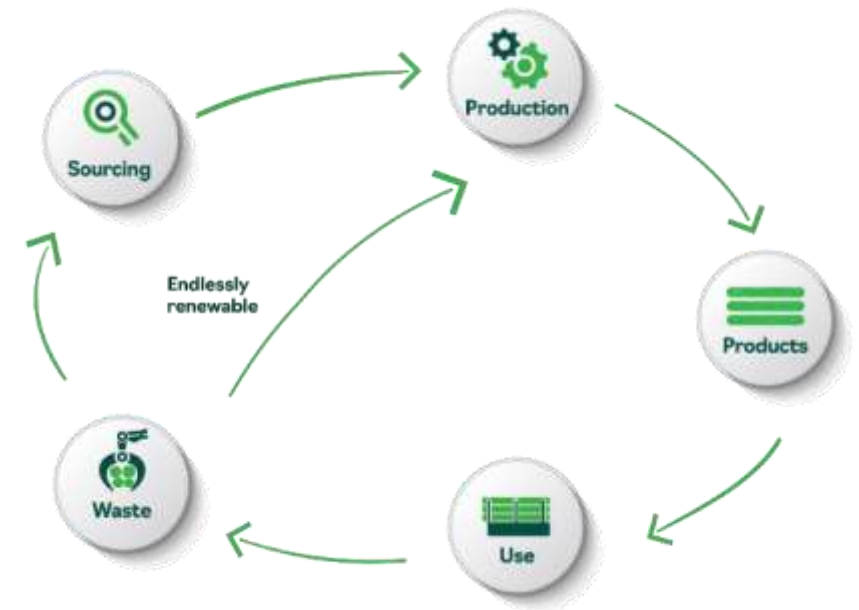 Production
Sourcing
Endlessly
renewable
Products
Waste
Use